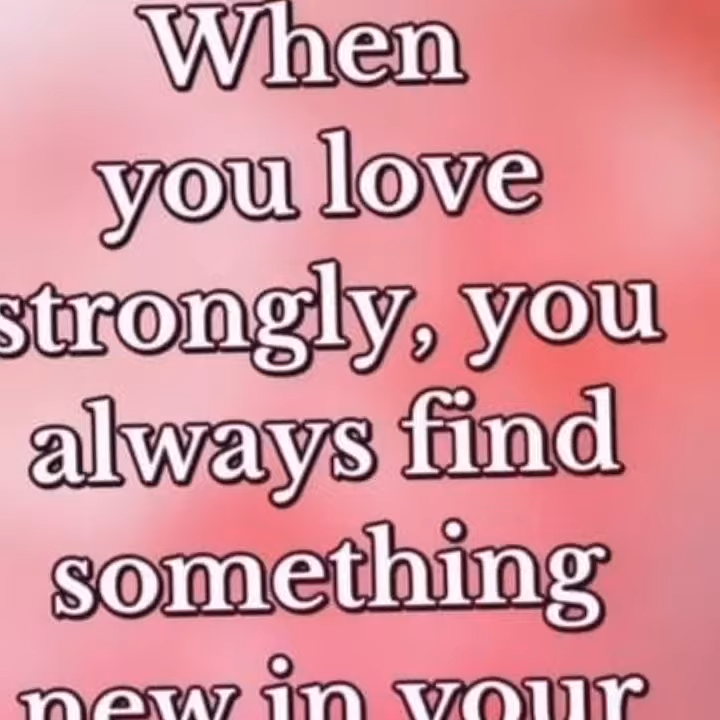 When
you love
strongly, you
always find
something
new in your